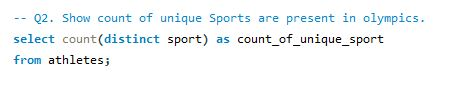 -- Q2. Show count of unique Sports are present in olympics.
select count(distinct sport) as count_of_unique_sport
from athletes;